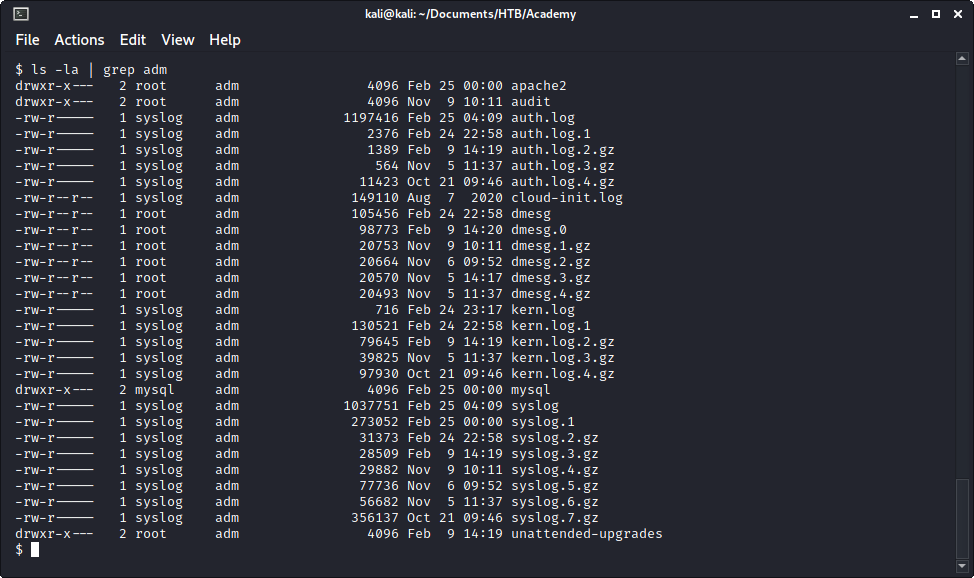 kali@kali: ~/Documents/HTB/Academy
File Actions Edit View Help
$ ls -la | grep adm
drwxr-x---   2 root      adm                4096 Feb 25 00:00 apache2
drwxr-x---   2 root      adm                4096 Nov  9 10:11 audit
-rw-r-----   1 syslog    adm             1197416 Feb 25 04:09 auth.log
-rw-r-----   1 syslog    adm                2376 Feb 24 22:58 auth.log.1
-rw-r-----   1 syslog    adm                1389 Feb  9 14:19 auth.log.2.gz
-rw-r-----   1 syslog    adm                 564 Nov  5 11:37 auth.log.3.gz
-rw-r-----   1 syslog    adm               11423 Oct 21 09:46 auth.log.4.gz
-rw-r--r--   1 syslog    adm              149110 Aug  7  2020 cloud-init.log
-rw-r--r--   1 root      adm              105456 Feb 24 22:58 dmesg
-rw-r--r--   1 root      adm               98773 Feb  9 14:20 dmesg.0
-rw-r--r--   1 root      adm               20753 Nov  9 10:11 dmesg.1.gz
-rw-r--r--   1 root      adm               20664 Nov  6 09:52 dmesg.2.gz
-rw-r--r--   1 root      adm               20570 Nov  5 14:17 dmesg.3.gz
-rw-r--r--   1 root      adm               20493 Nov  5 11:37 dmesg.4.gz
-rw-r-----   1 syslog    adm                 716 Feb 24 23:17 kern.log
-rw-r-----   1 syslog    adm              130521 Feb 24 22:58 kern.log.1
-rw-r-----   1 syslog    adm               79645 Feb  9 14:19 kern.log.2.gz
-rw-r-----   1 syslog    adm               39825 Nov  5 11:37 kern.log.3.gz
-rw-r-----   1 syslog    adm               97930 Oct 21 09:46 kern.log.4.gz
drwxr-x---   2 mysql     adm                4096 Feb 25 00:00 mysql
-rw-r-----   1 syslog    adm             1037751 Feb 25 04:09 syslog
-rw-r-----   1 syslog    adm              273052 Feb 25 00:00 syslog.1
-rw-r-----   1 syslog    adm               31373 Feb 24 22:58 syslog.2.gz
-rw-r-----   1 syslog    adm               28509 Feb  9 14:19 syslog.3.gz
-rw-r-----   1 syslog    adm               29882 Nov  9 10:11 syslog.4.gz
-rw-r-----   1 syslog    adm               77736 Nov  6 09:52 syslog.5.gz
-rw-r-----   1 syslog    adm               56682 Nov  5 11:37 syslog.6.gz
-rw-r-----   1 syslog    adm              356137 Oct 21 09:46 syslog.7.gz
drwxr-x---   2 root      adm                4096 Feb  9 14:19 unattended-upgrades
$